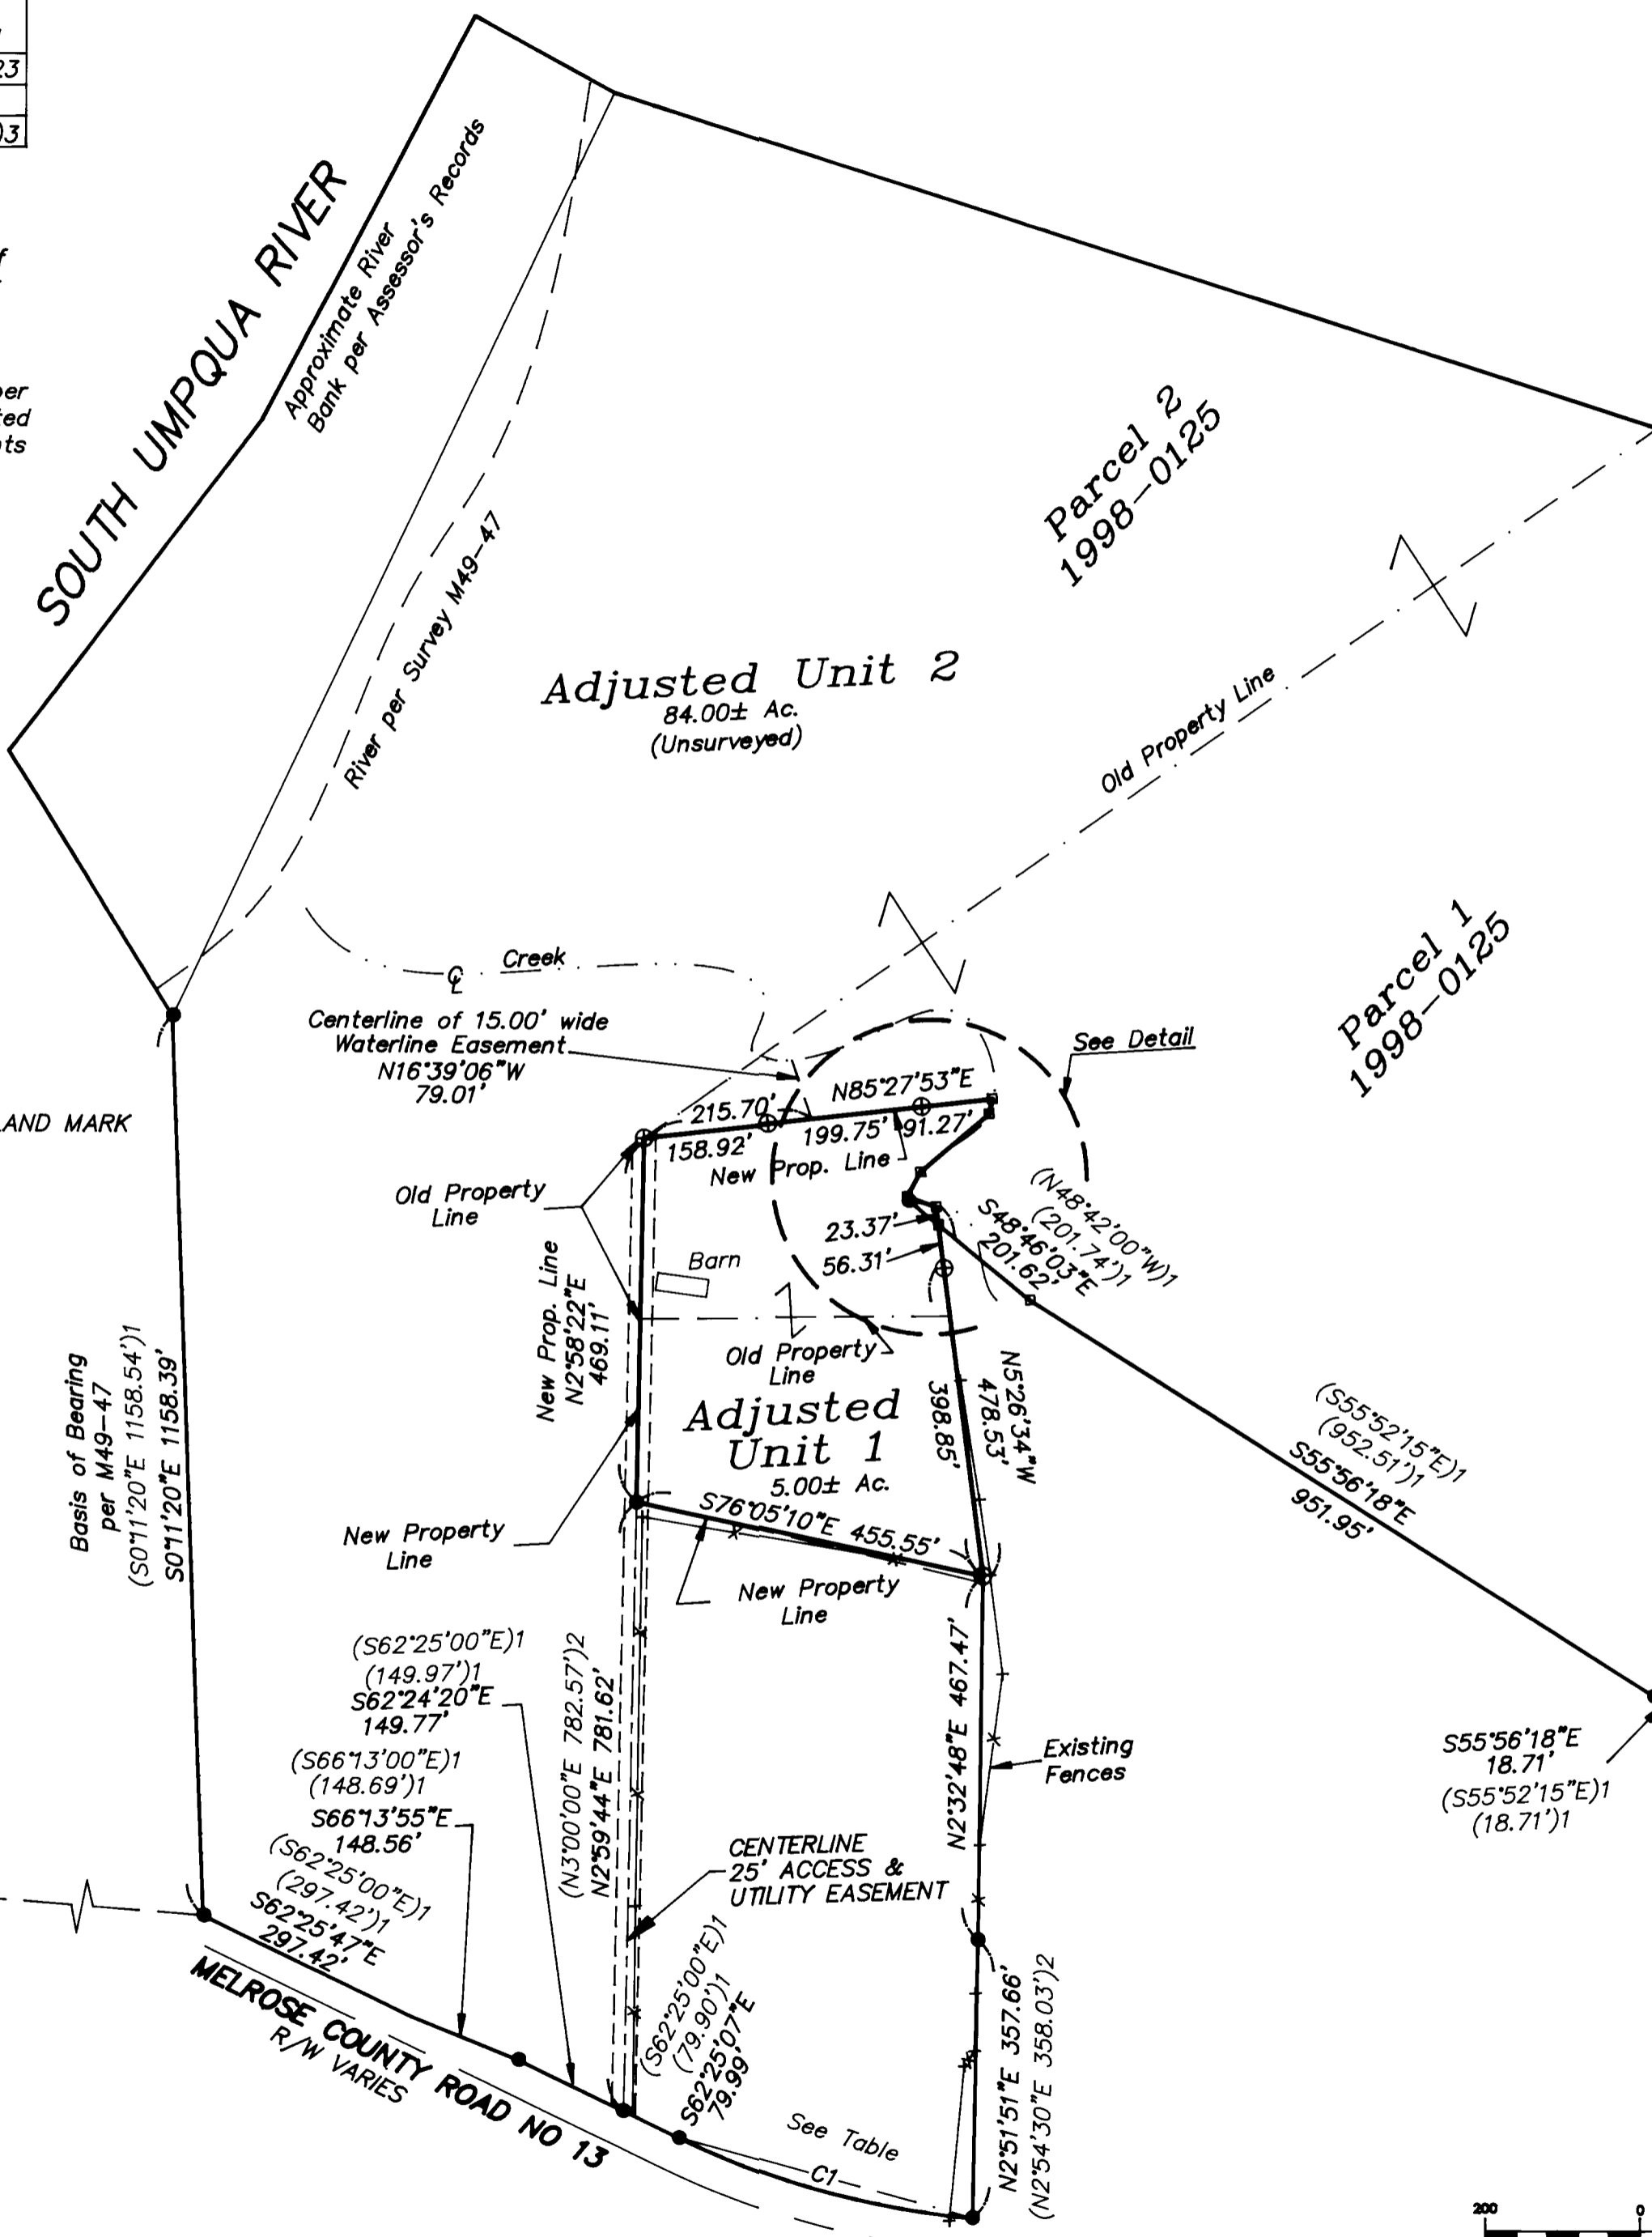 23
03
f
per
ted
nts
SOUTH UMPQUA RIVER
Approximate River
Bank per Assessor's Records
River per Survey M49-47
Parcel 2
1998-0125
Adjusted Unit 2
84.00± Ac.
(Unsurveyed)
Old Property Line
Parcel 1
1998-0125
Creek
℄
Centerline of 15.00' wide
Waterline Easement
N16°39'06"W
79.01'
See Detail
AND MARK
N85°27'53"E
215.70'
158.92'
199.75'
91.27'
New Prop. Line
Old Property
Line
(N48°42'00"W)1
(201.74')1
S48°46'03"E
201.62'
23.37'
56.31'
Barn
New Prop. Line
N2°58'22"E
469.11'
Old Property
Line
Adjusted
Unit 1
5.00± Ac.
N5°26'34"W
478.53'
398.85'
Basis of Bearing
per M49-47
(S0°11'20"E 1158.54')1
S0°11'20"E 1158.39'
(S55°52'15"E)1
(952.51')1
S55°56'18"E
951.95'
S76°05'10"E 455.55'
New Property
Line
New Property
Line
(S62°25'00"E)1
(149.97')1
S62°24'20"E
149.77'
(S66°13'00"E)1
(148.69')1
S66°13'55"E
148.56'
(S62°25'00"E)1
(297.42')1
S62°25'47"E
297.42'
(N3°00'00"E 782.57')2
N2°59'44"E 781.62'
N2°32'48"E 467.47'
Existing
Fences
S55°56'18"E
18.71'
(S55°52'15"E)1
(18.71')1
CENTERLINE
25' ACCESS &
UTILITY EASEMENT
(S62°25'00"E)1
(79.90')1
S62°25'07"E
79.99'
N2°51'51"E 357.66'
(N2°54'30"E 358.03')2
MELROSE COUNTY ROAD NO 13
R/W VARIES
See Table
C1
200
0